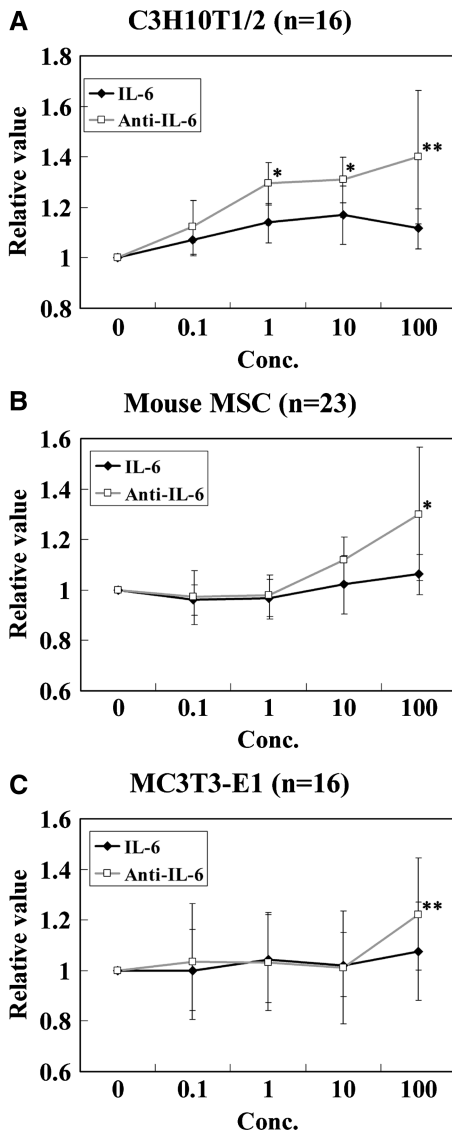 A
C3H10T1/2 (n=16)
1.8
1.6
1.4
1.2
1
0.8
Relative value
IL-6
Anti-IL-6
*
*
**
0 0.1 1 10 100
Conc.
B
Mouse MSC (n=23)
1.6
1.4
1.2
1
0.8
0.6
Relative value
IL-6
Anti-IL-6
*
0 0.1 1 10 100
Conc.
C
MC3T3-E1 (n=16)
1.6
1.4
1.2
1
0.8
0.6
Relative value
IL-6
Anti-IL-6
**
0 0.1 1 10 100
Conc.